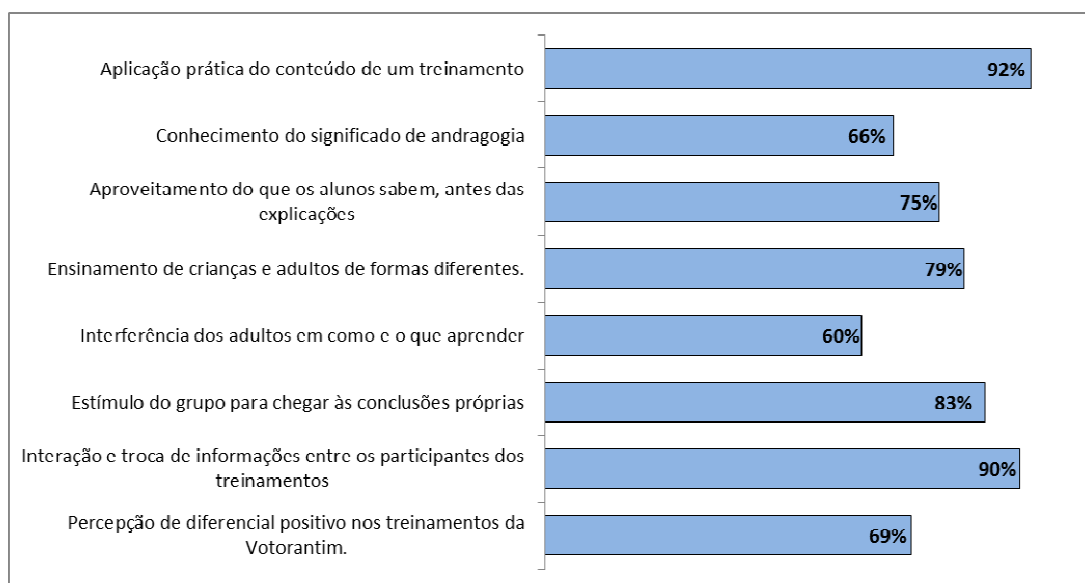 Aplicação prática do conteúdo de um treinamento
92%
Conhecimento do significado de andragogia
66%
Aproveitamento do que os alunos sabem, antes das
explicações
75%
Ensinamento de crianças e adultos de formas diferentes.
79%
Interferência dos adultos em como e o que aprender
60%
Estímulo do grupo para chegar às conclusões próprias
83%
Interação e troca de informações entre os participantes dos
treinamentos
90%
Percepção de diferencial positivo nos treinamentos da
Votorantim.
69%